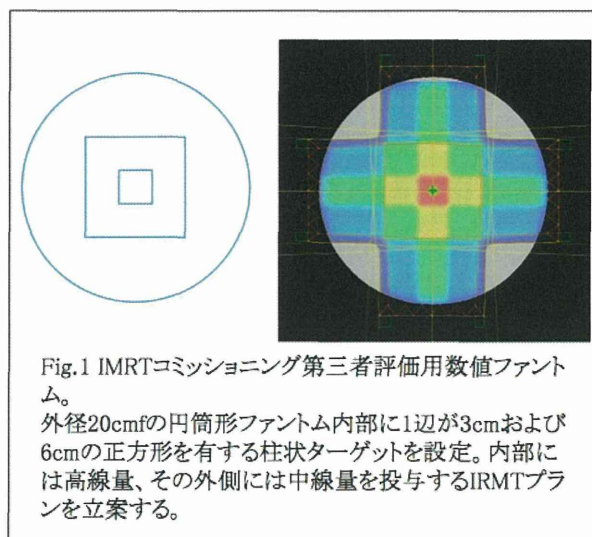 Fig.1 IMRTコミッショニング第三者評価用数値ファント
ム。
外径20cmfの円筒形ファントム内部に1辺が3cmおよび
6cmの正方形を有する柱状ターゲットを設定。内部に
は高線量、その外側には中線量を投与するIRMTプラ
ンを立案する。